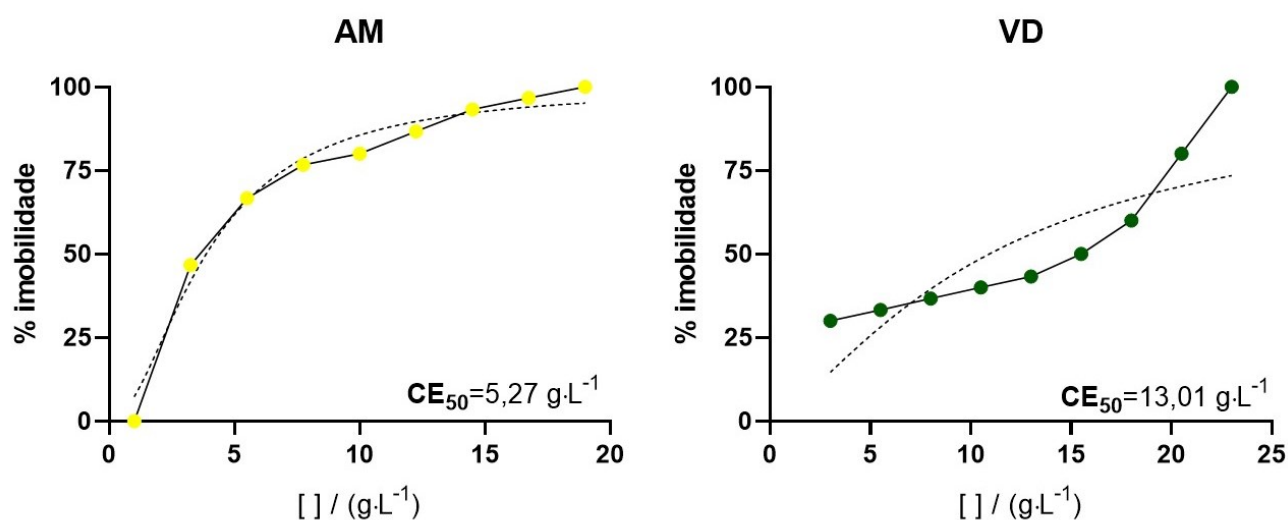 AM
% imobilidade
100
75
50
25
0
CE₅₀=5,27 g·L⁻¹
0 5 10 15 20
[ ] / (g·L⁻¹)
VD
% imobilidade
100
75
50
25
0
CE₅₀=13,01 g·L⁻¹
0 5 10 15 20 25
[ ] / (g·L⁻¹)